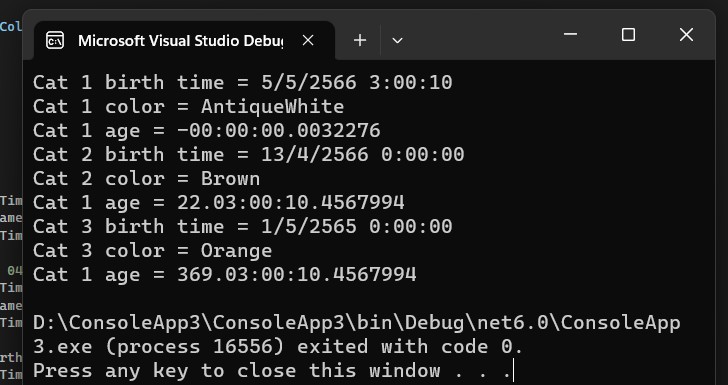 Col
Microsoft Visual Studio Debu
Cat 1 birth time = 5/5/2566 3:00:10
Cat 1 color = AntiqueWhite
Cat 1 age = -00:00:00.0032276
Cat 2 birth time = 13/4/2566 0:00:00
Cat 2 color = Brown
Cat 1 age = 22.03:00:10.4567994
Cat 3 birth time = 1/5/2565 0:00:00
Cat 3 color = Orange
Cat 1 age = 369.03:00:10.4567994
D:\ConsoleApp3\ConsoleApp3\bin\Debug\net6.0\ConsoleApp
3.exe (process 16556) exited with code 0.
Press any key to close this window . . .
Tim
ame
Tim
04
Tim
ame
Tim
rth
Tim